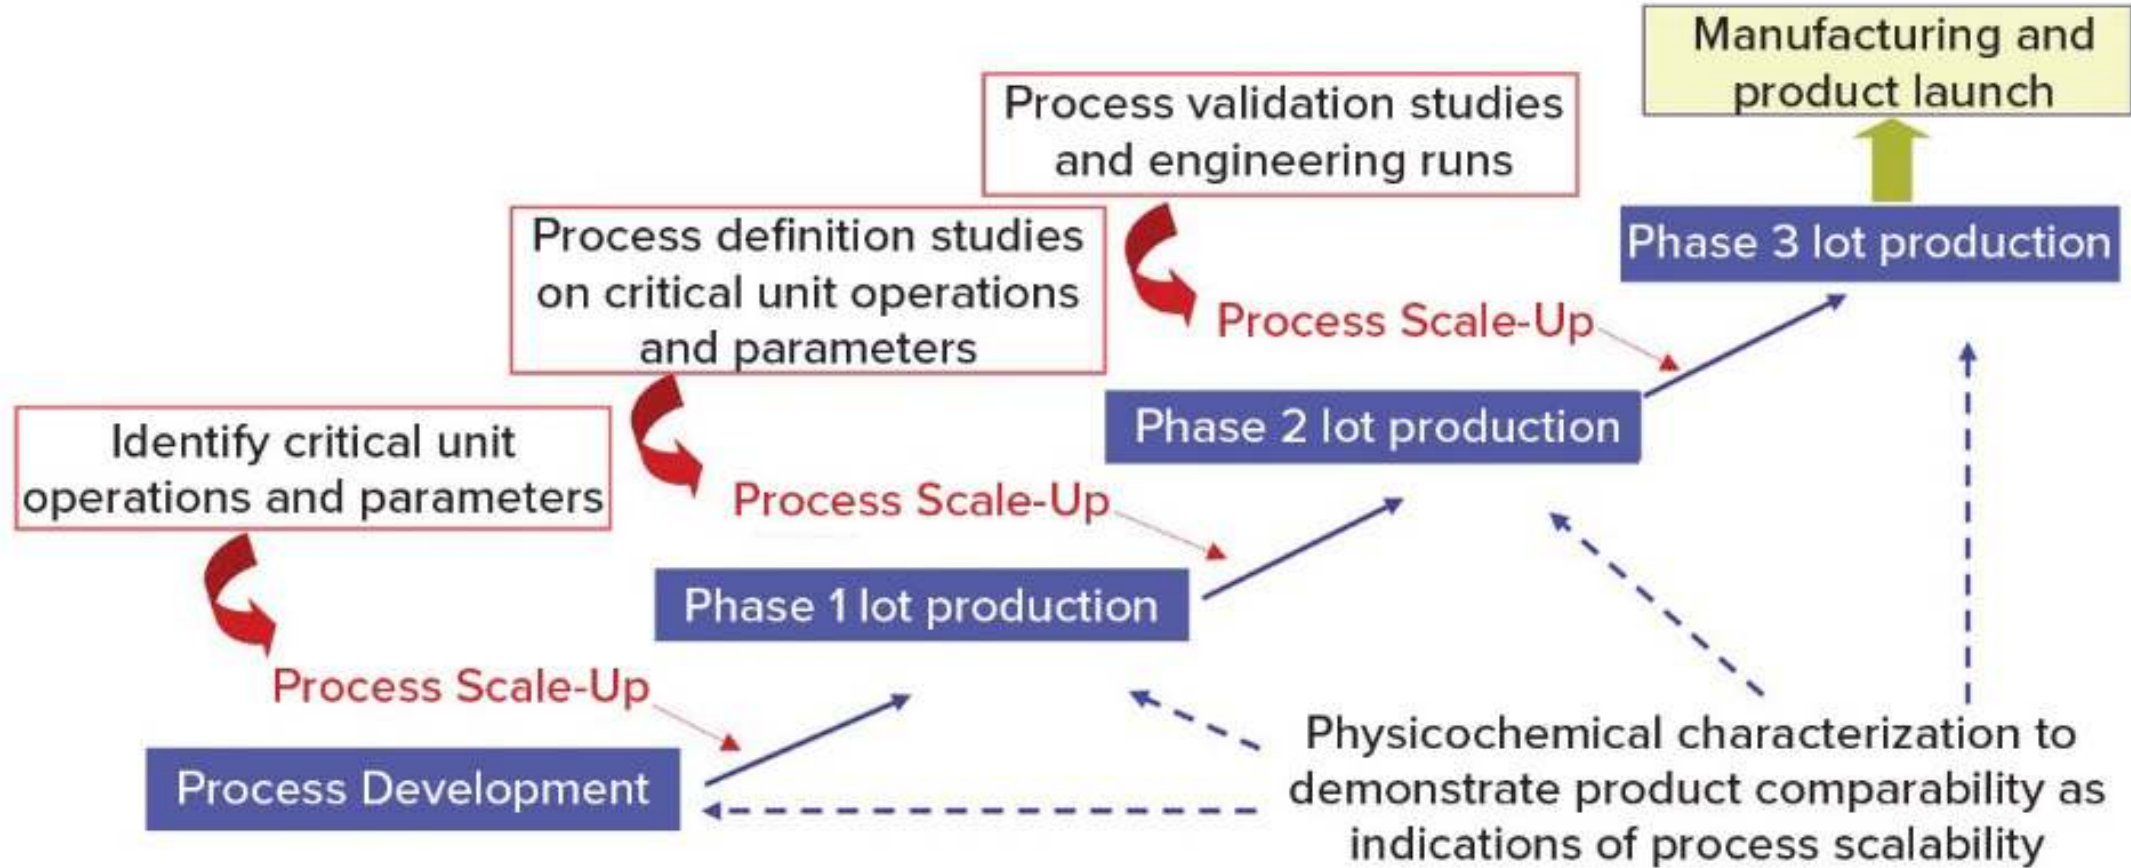 Manufacturing and
product launch
Process validation studies
and engineering runs
Phase 3 lot production
Process definition studies
on critical unit operations
and parameters
Process Scale-Up
Phase 2 lot production
Identify critical unit
operations and parameters
Process Scale-Up
Phase 1 lot production
Process Scale-Up
Process Development
Physicochemical characterization to
demonstrate product comparability as
indications of process scalability